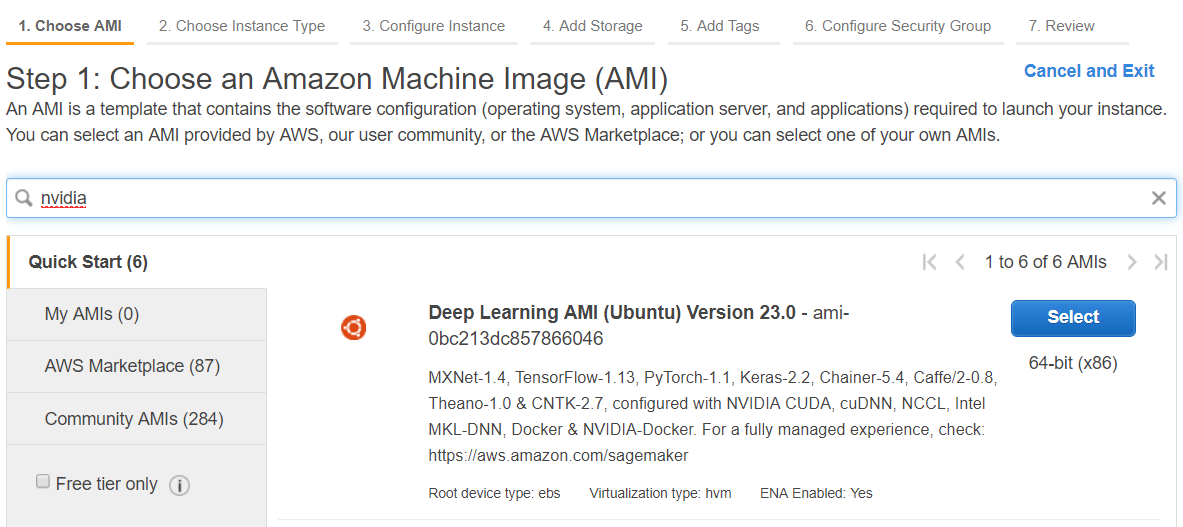 1. Choose AMI 2. Choose Instance Type 3. Configure Instance 4. Add Storage 5. Add Tags 6. Configure Security Group 7. Review
Step 1: Choose an Amazon Machine Image (AMI)
Cancel and Exit
An AMI is a template that contains the software configuration (operating system, application server, and applications) required to launch your instance.
You can select an AMI provided by AWS, our user community, or the AWS Marketplace; or you can select one of your own AMIs.
nvidia
Quick Start (6)
1 to 6 of 6 AMIs
My AMIs (0)
AWS Marketplace (87)
Community AMIs (284)
Free tier only
Deep Learning AMI (Ubuntu) Version 23.0 - ami-
0bc213dc857866046
MXNet-1.4, TensorFlow-1.13, PyTorch-1.1, Keras-2.2, Chainer-5.4, Caffe/2-0.8,
Theano-1.0 & CNTK-2.7, configured with NVIDIA CUDA, cuDNN, NCCL, Intel
MKL-DNN, Docker & NVIDIA-Docker. For a fully managed experience, check:
https://aws.amazon.com/sagemaker
Root device type: ebs Virtualization type: hvm ENA Enabled: Yes
Select
64-bit (x86)